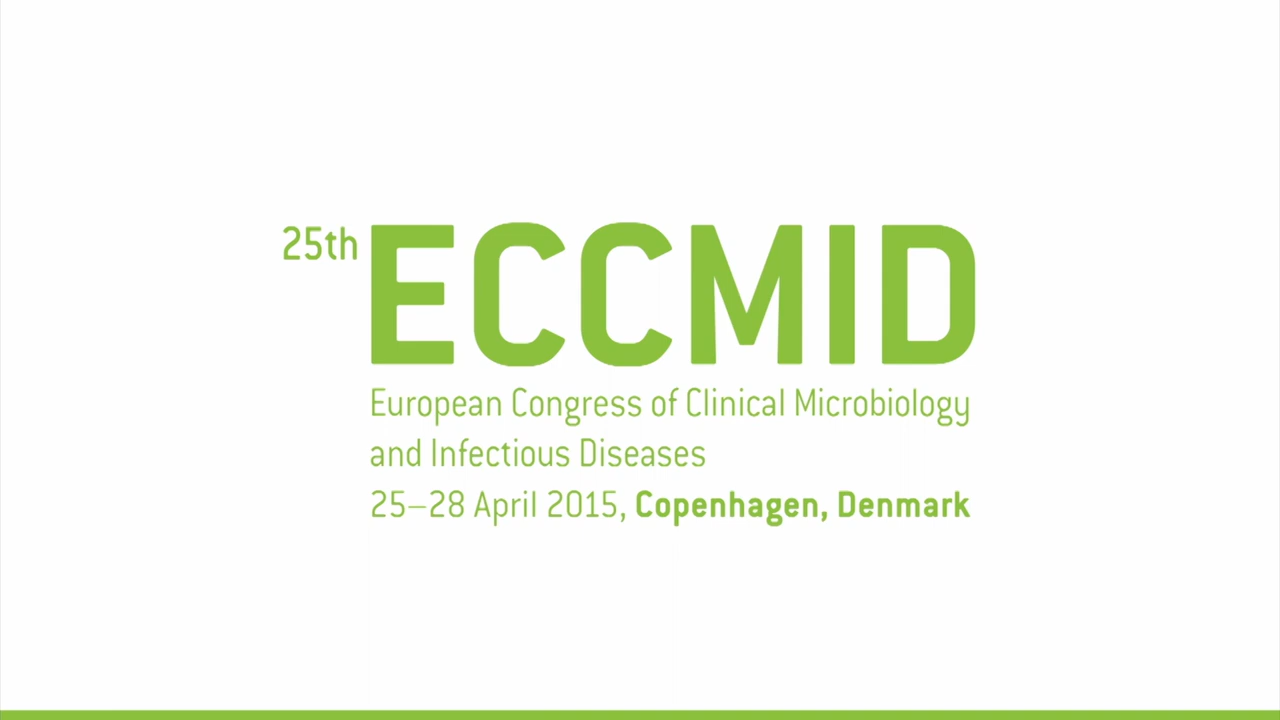 25th ECCMID
European Congress of Clinical Microbiology
and Infectious Diseases
25–28 April 2015, Copenhagen, Denmark